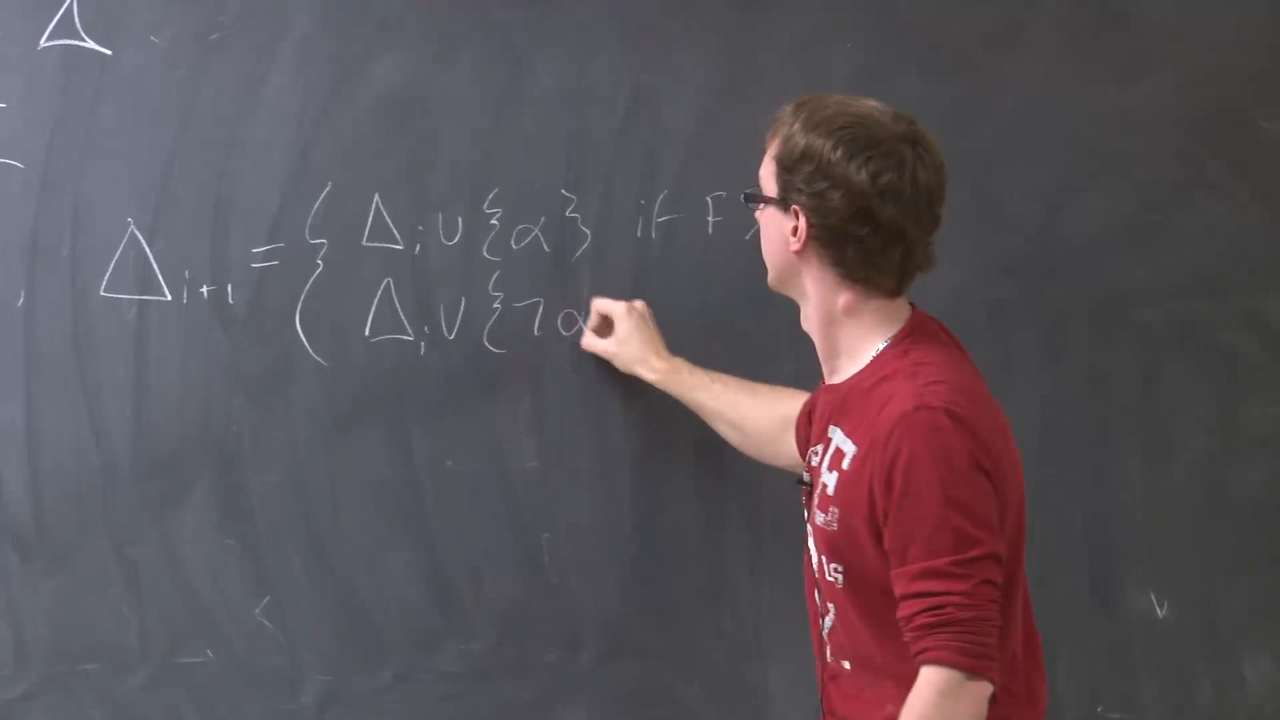 Δ
Δi+1 = { Δi ∪ {α} if F
Δi ∪ {¬α